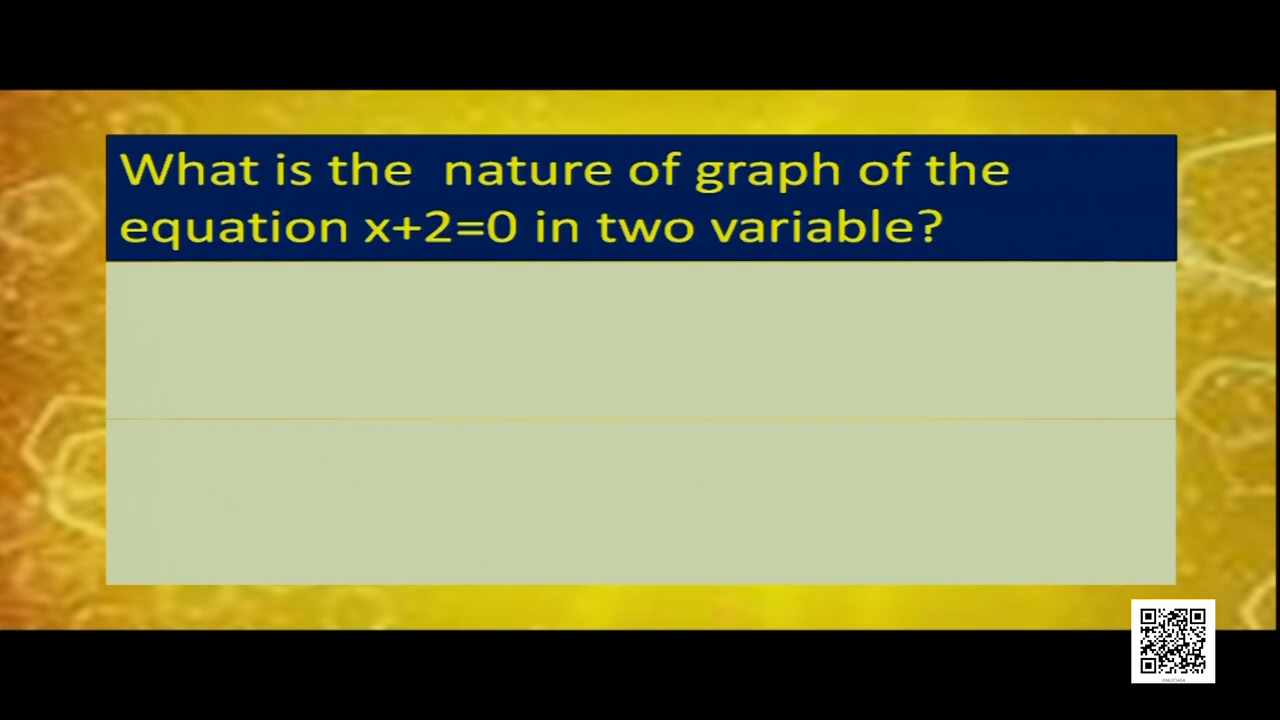 What is the nature of graph of the
equation x+2=0 in two variable?